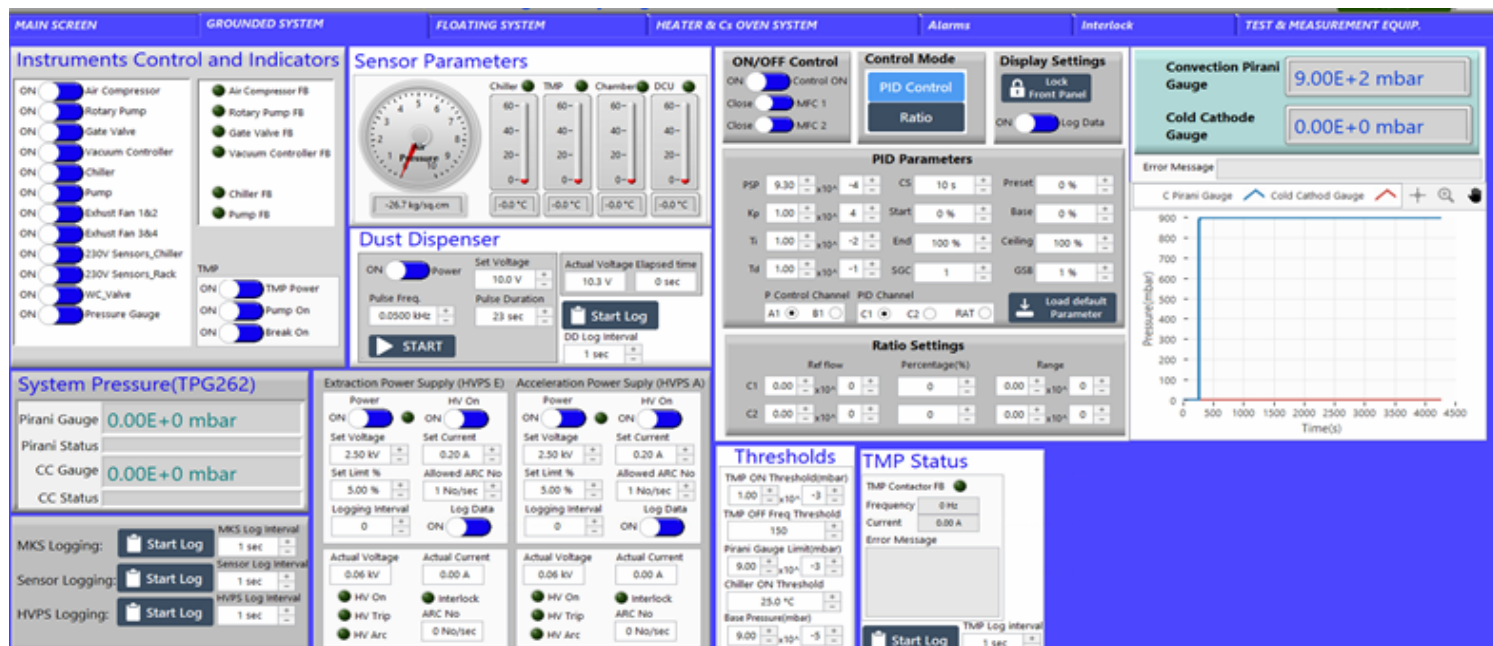 MAIN SCREEN
GROUNDED SYSTEM
FLOATING SYSTEM
HEATER & Cs OVEN SYSTEM
Alarms
Interlock
TEST & MEASUREMENT EQUIP.
Instruments Control and Indicators
ON Air Compressor
ON Rotary Pump
ON Gate Valve
ON Vacuum Controller
ON Chiller
ON Pump
ON Exhust Fan 1&2
ON Exhust Fan 3&4
ON 230V Sensors_Chiller
ON 230V Sensors_Rack
ON WC_Valve
ON Pressure Gauge
Air Compressor FB
Rotary Pump FB
Gate Valve FB
Vacuum Controller FB
Chiller FB
Pump FB
TMP
ON TMP Power
ON Pump On
ON Break On
Sensor Parameters
Chiller TMP Chamber DCU
1 2 3 4 5 6 7 8 9 10
Air
Pressure
60 60 60 60
40 40 40 40
20 20 20 20
0 0 0 0
-26.7 kg/sq.cm
-0.0 °C -0.0 °C -0.0 °C -0.0 °C
Dust Dispenser
ON Power
Set Voltage
10.0 V
Pulse Freq.
0.0500 kHz
Pulse Duration
23 sec
START
Actual Voltage Elapsed time
10.3 V 0 sec
Start Log
DD Log Interval
1 sec
ON/OFF Control
ON Control ON
Close MFC 1
Close MFC 2
Control Mode
PID Control
Ratio
Display Settings
Lock
Front Panel
ON Log Data
PID Parameters
PSP 9.30 x10^ -4 CS 10 s Preset 0 %
Kp 1.00 x10^ 4 Start 0 % Base 0 %
Ti 1.00 x10^ -2 End 100 % Ceiling 100 %
Td 1.00 x10^ -1 SGC 1 GSB 1 %
P Control Channel PID Channel
A1 B1 C1 C2 RAT
Load default
Parameter
Ratio Settings
Ref flow Percentage(%) Range
C1 0.00 x10^ 0 0 0.00 x10^ 0
C2 0.00 x10^ 0 0 0.00 x10^ 0
Convection Pirani
Gauge
9.00E+2 mbar
Cold Cathode
Gauge
0.00E+0 mbar
Error Message
C Pirani Gauge Cold Cathod Gauge
Pressure(mbar)
900
800
700
600
500
400
300
200
100
0
0 500 1000 1500 2000 2500 3000 3500 4000 4500
Time(s)
System Pressure(TPG262)
Pirani Gauge 0.00E+0 mbar
Pirani Status
CC Gauge 0.00E+0 mbar
CC Status
MKS Logging: Start Log
MKS Log Interval
1 sec
Sensor Logging: Start Log
Sensor Log Interval
1 sec
HVPS Logging: Start Log
HVPS Log Interval
1 sec
Extraction Power Supply (HVPS E)
Power HV On
ON ON
Set Voltage Set Current
2.50 kV 0.20 A
Set Limt % Allowed ARC No
5.00 % 1 No/sec
Logging Interval Log Data
0 ON
Actual Voltage Actual Current
0.06 kV 0.00 A
HV On Interlock
HV Trip ARC No
HV Arc 0 No/sec
Acceleration Power Suply (HVPS A)
Power HV On
ON ON
Set Voltage Set Current
2.50 kV 0.20 A
Set Limt % Allowed ARC No
5.00 % 1 No/sec
Logging Interval Log Data
0 ON
Actual Voltage Actual Current
0.06 kV 0.00 A
HV On Interlock
HV Trip ARC No
HV Arc 0 No/sec
Thresholds
TMP ON Threshold(mbar)
1.00 x10^ -3
TMP OFF Freq Threshold
150
Pirani Gauge Limit(mbar)
9.00 x10^ -3
Chiller ON Threshold
25.0 °C
Base Pressure(mbar)
9.00 x10^ -5
TMP Status
TMP Contactor FB
Frequency 0 Hz
Current 0.00 A
Error Message
TMP Log interval
Start Log 1 sec